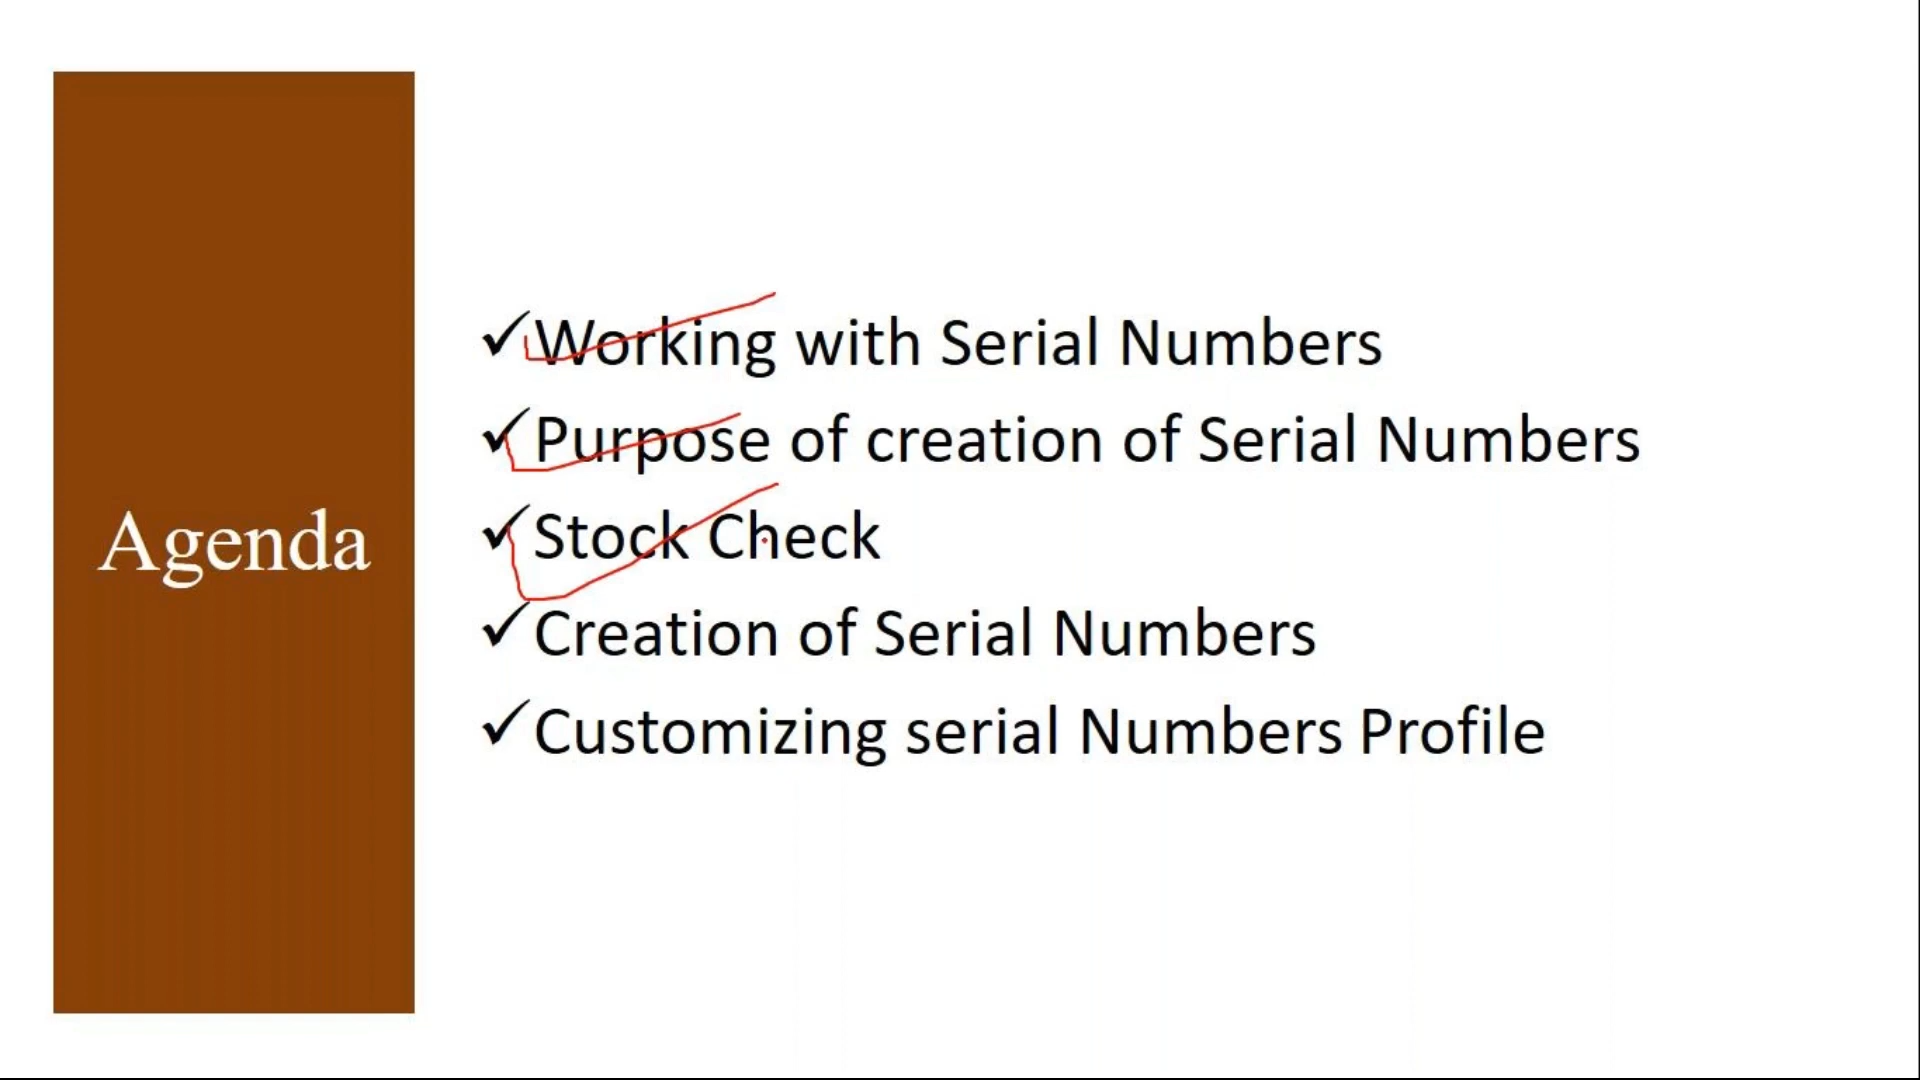 Agenda
✓Working with Serial Numbers
✓Purpose of creation of Serial Numbers
✓Stock Check
✓Creation of Serial Numbers
✓Customizing serial Numbers Profile